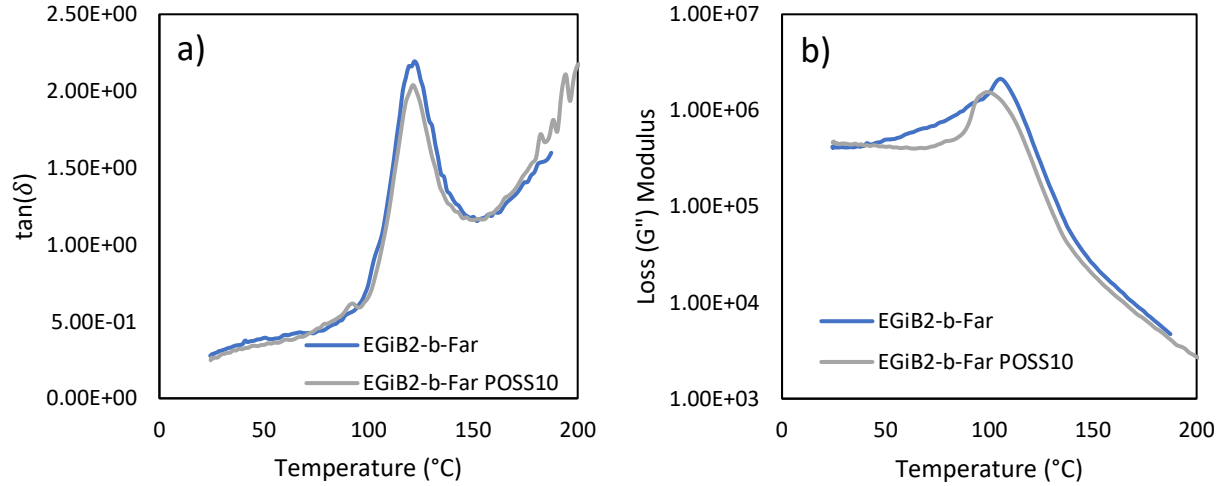 a)
tan(δ)
2.50E+00
2.00E+00
1.50E+00
1.00E+00
5.00E-01
0.00E+00
EGiB2-b-Far
EGiB2-b-Far POSS10
0 50 100 150 200
Temperature (°C)
b)
Loss (G") Modulus
1.00E+07
1.00E+06
1.00E+05
1.00E+04
1.00E+03
EGiB2-b-Far
EGiB2-b-Far POSS10
0 50 100 150 200
Temperature (°C)